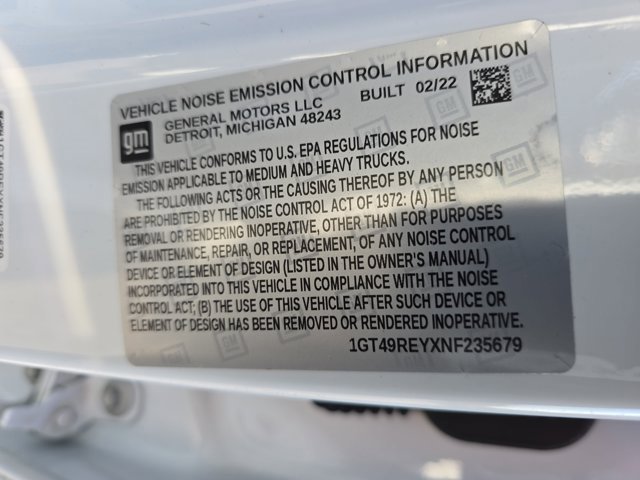 VEHICLE NOISE EMISSION CONTROL INFORMATION
gm GENERAL MOTORS LLC BUILT 02/22
DETROIT, MICHIGAN 48243
THIS VEHICLE CONFORMS TO U.S. EPA REGULATIONS FOR NOISE
EMISSION APPLICABLE TO MEDIUM AND HEAVY TRUCKS.
THE FOLLOWING ACTS OR THE CAUSING THEREOF BY ANY PERSON
ARE PROHIBITED BY THE NOISE CONTROL ACT OF 1972: (A) THE
REMOVAL OR RENDERING INOPERATIVE, OTHER THAN FOR PURPOSES
OF MAINTENANCE, REPAIR, OR REPLACEMENT, OF ANY NOISE CONTROL
DEVICE OR ELEMENT OF DESIGN (LISTED IN THE OWNER'S MANUAL)
INCORPORATED INTO THIS VEHICLE IN COMPLIANCE WITH THE NOISE
CONTROL ACT; (B) THE USE OF THIS VEHICLE AFTER SUCH DEVICE OR
ELEMENT OF DESIGN HAS BEEN REMOVED OR RENDERED INOPERATIVE.
1GT49REYXNF235679